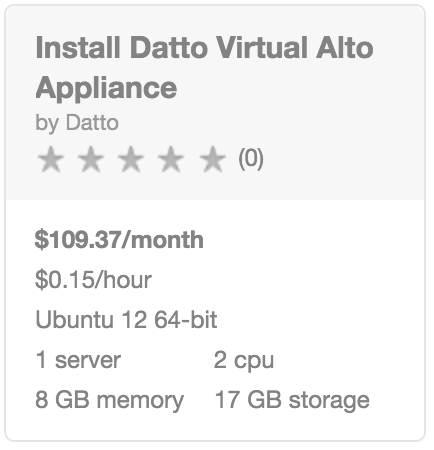 Install Datto Virtual Alto
Appliance
by Datto
(0)
$109.37/month
$0.15/hour
Ubuntu 12 64-bit
1 server 2 cpu
8 GB memory 17 GB storage